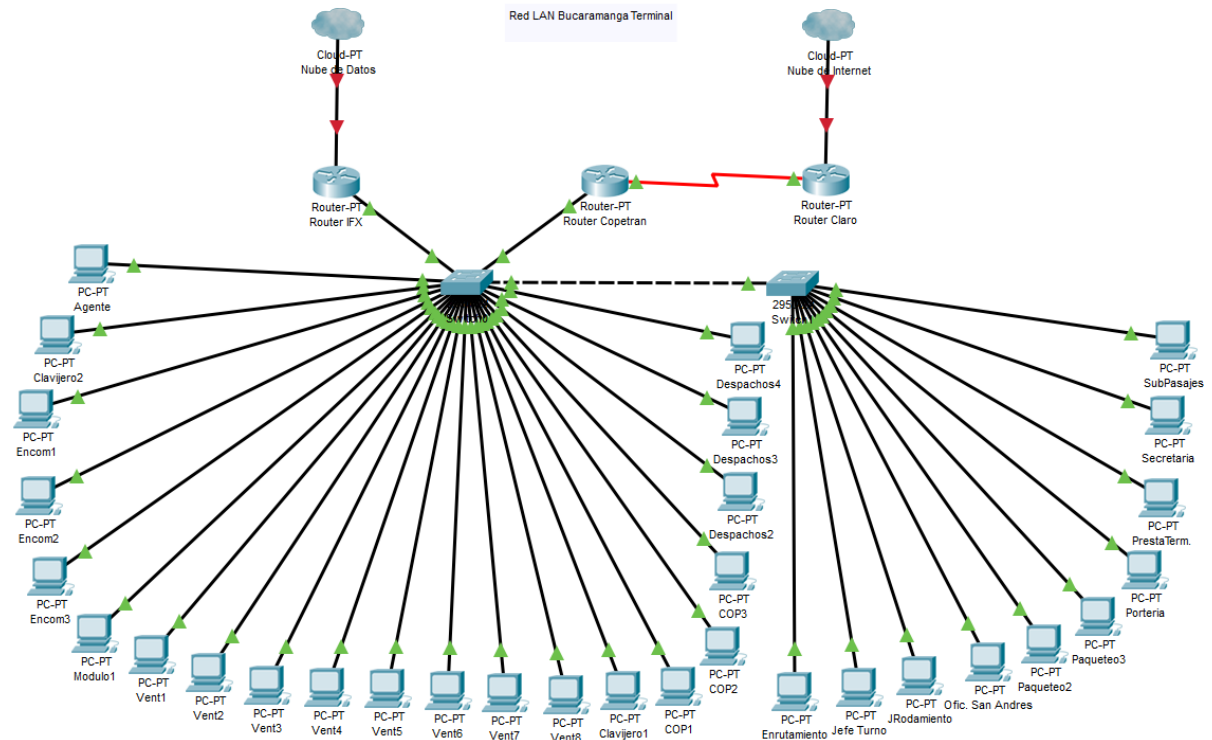 Red LAN Bucaramanga Terminal
Cloud-PT
Nube de Datos
Cloud-PT
Nube de Internet
Router-PT
Router IFX
Router-PT
Router Copetran
Router-PT
Router Claro
PC-PT
Agente
PC-PT
Clavijero2
PC-PT
Encom1
PC-PT
Encom2
PC-PT
Encom3
PC-PT
Modulo1
PC-PT
Vent1
PC-PT
Vent2
PC-PT
Vent3
PC-PT
Vent4
PC-PT
Vent5
PC-PT
Vent6
PC-PT
Vent7
PC-PT
Vent8
PC-PT
Clavijero1
PC-PT
COP1
PC-PT
COP2
PC-PT
COP3
PC-PT
Despachos2
PC-PT
Despachos3
PC-PT
Despachos4
PC-PT
Enrutamiento
PC-PT
Jefe Turno
PC-PT
JRodamiento
PC-PT
Ofic. San Andres
PC-PT
Paqueteo2
PC-PT
Paqueteo3
PC-PT
Porteria
PC-PT
PrestaTerm.
PC-PT
Secretaria
PC-PT
SubPasajes